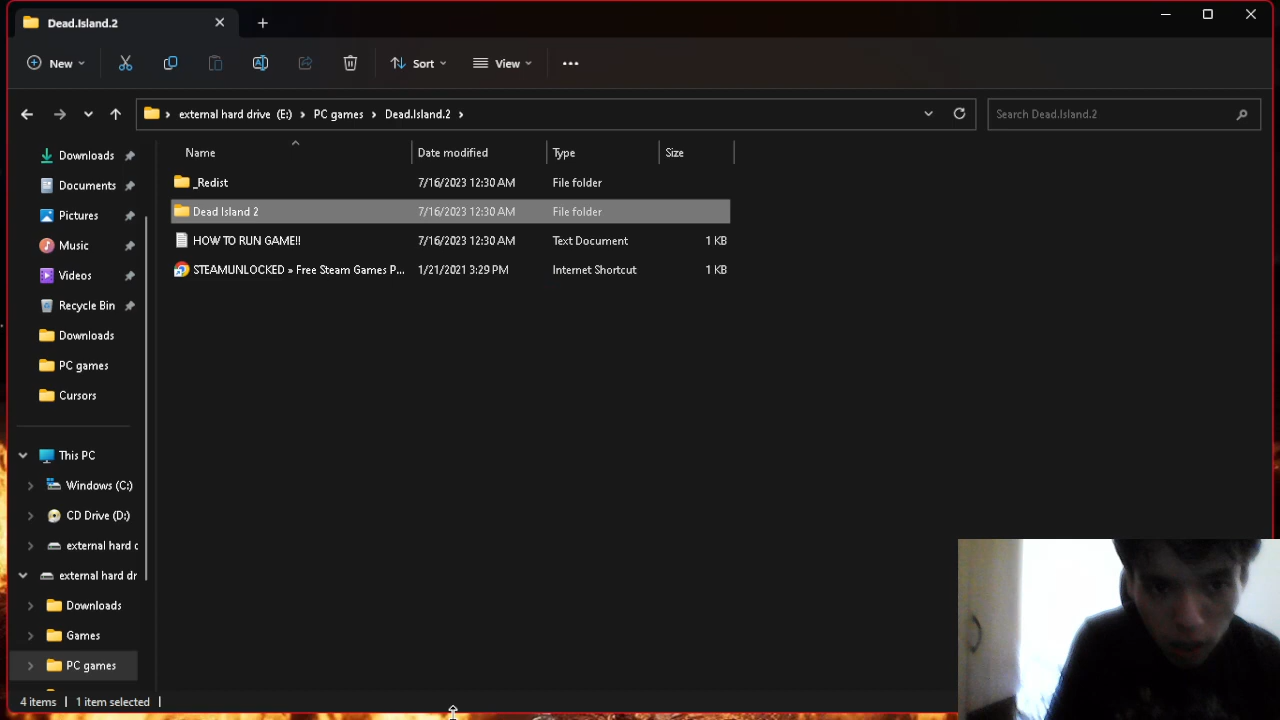 Dead.Island.2
New
Sort
View
external hard drive (E:)
PC games
Dead.Island.2
Search Dead.Island.2
Name
Date modified
Type
Size
_Redist
7/16/2023 12:30 AM
File folder
Dead Island 2
7/16/2023 12:30 AM
File folder
HOW TO RUN GAME!!
7/16/2023 12:30 AM
Text Document
1 KB
STEAMUNLOCKED » Free Steam Games P...
1/21/2021 3:29 PM
Internet Shortcut
1 KB
Downloads
Documents
Pictures
Music
Videos
Recycle Bin
Downloads
PC games
Cursors
This PC
Windows (C:)
CD Drive (D:)
external hard d
external hard dr
Downloads
Games
PC games
4 items
1 item selected